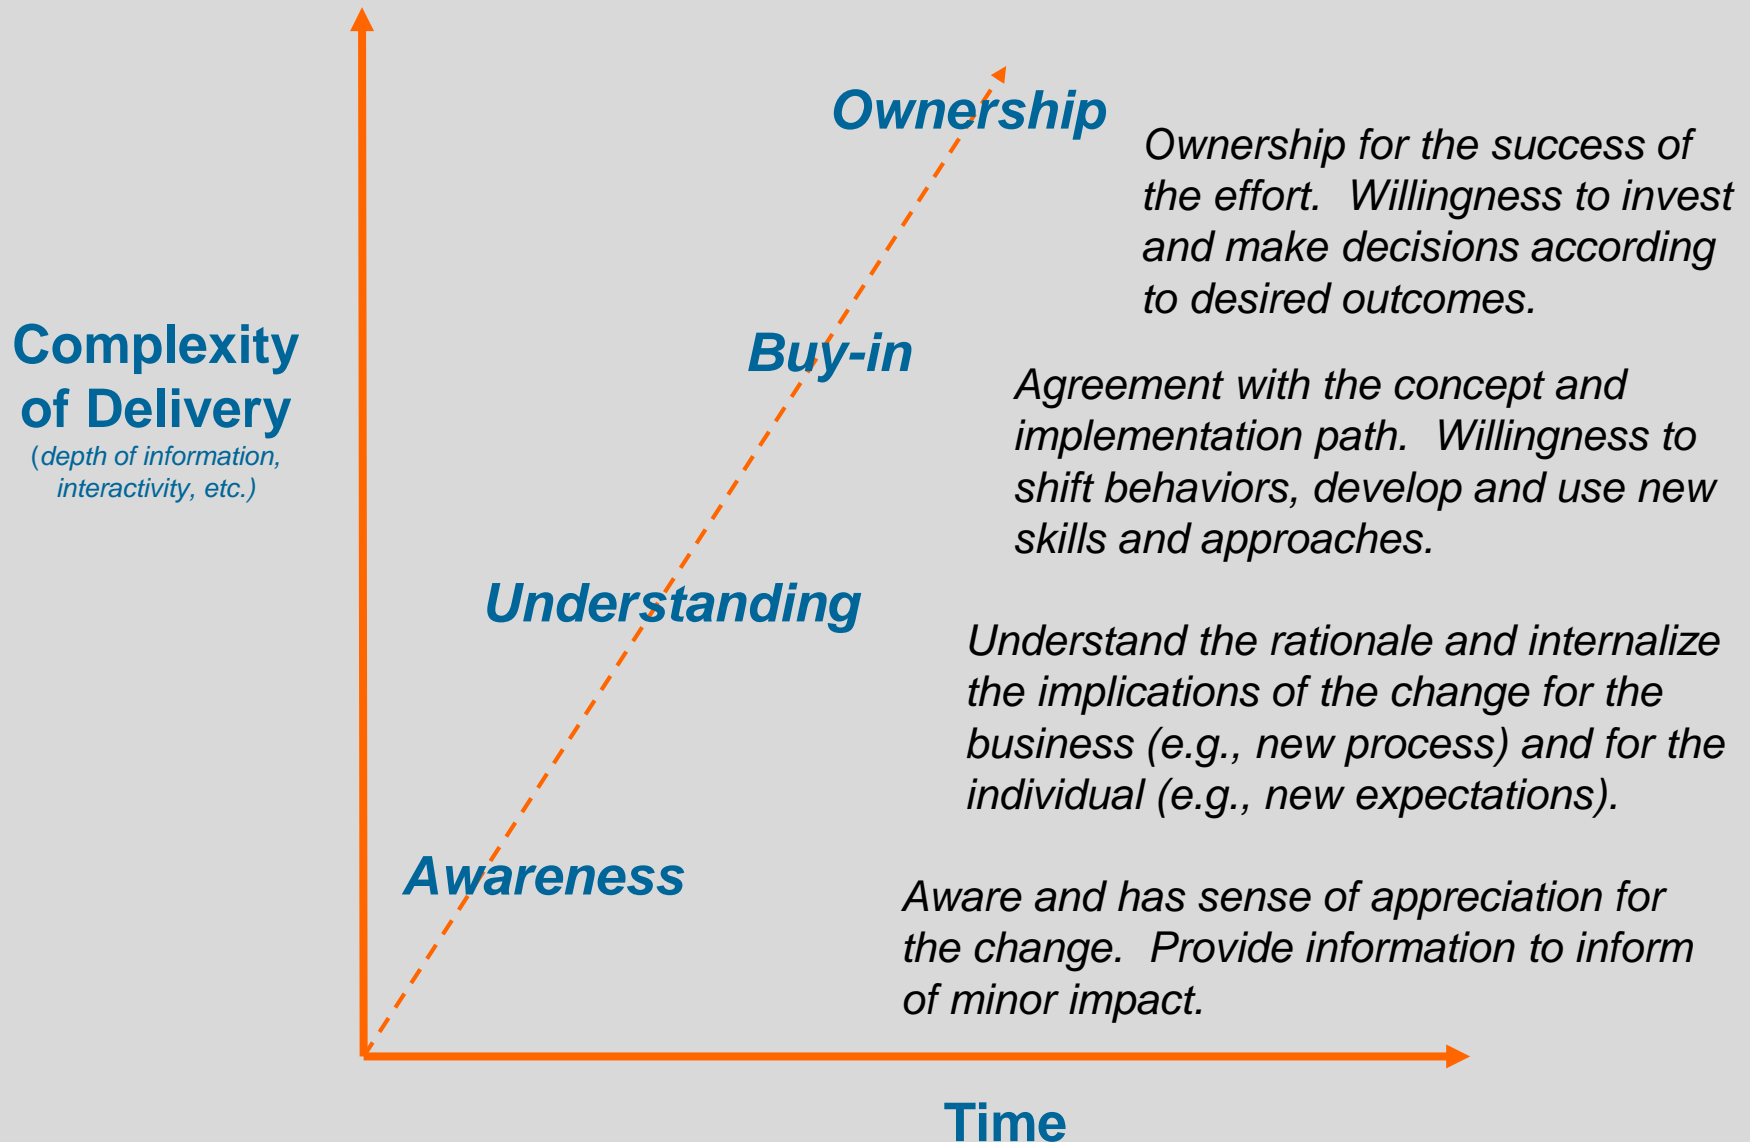 Ownership
Ownership for the success of
the effort.  Willingness to invest
and make decisions according
to desired outcomes.
Complexity
of Delivery
(depth of information,
interactivity, etc.)
Buy-in
Agreement with the concept and
implementation path.  Willingness to
shift behaviors, develop and use new
skills and approaches.
Understanding
Understand the rationale and internalize
the implications of the change for the
business (e.g., new process) and for the
individual (e.g., new expectations).
Awareness
Aware and has sense of appreciation for
the change.  Provide information to inform
of minor impact.
Time